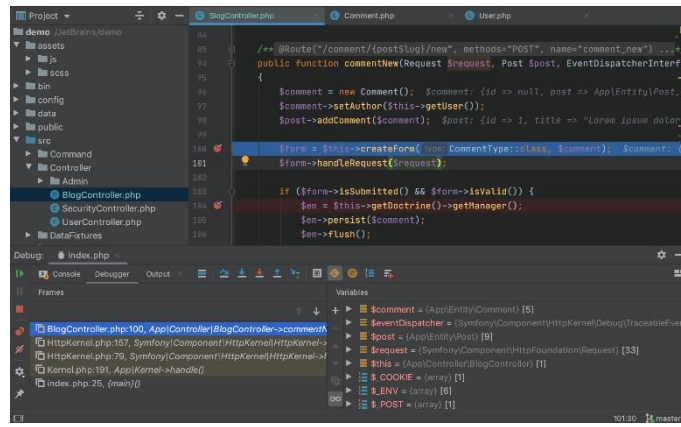 Project
BlogController.php
Comment.php
User.php
demo /JetBrains/demo
assets
js
scss
bin
config
data
public
src
Command
Controller
Admin
BlogController.php
SecurityController.php
UserController.php
DataFixtures
84
85 /** @Route("/comment/{postSlug}/new", methods="POST", name="comment_new") ...*
94 public function commentNew(Request $request, Post $post, EventDispatcherInterf
95 {
96 $comment = new Comment(); $comment: {id => null, post => App\Entity\Post,
97 $comment->setAuthor($this->getUser());
98 $post->addComment($comment); $post: {id => 1, title => "Lorem ipsum dolor
99
100 $form = $this->createForm( type: CommentType::class, $comment); $comment: {
101 $form->handleRequest($request);
183 if ($form->isSubmitted() && $form->isValid()) {
184 $em = $this->getDoctrine()->getManager();
185 $em->persist($comment);
186 $em->flush();
Debug: index.php
Console Debugger Output
Frames
BlogController.php:100, App\Controller\BlogController->commentN
HttpKernel.php:157, Symfony\Component\HttpKernel\HttpKernel->
HttpKernel.php:79, Symfony\Component\HttpKernel\HttpKernel->
Kernel.php:191, App\Kernel->handle()
index.php:25, {main}()
Variables
$comment = {App\Entity\Comment} [5]
$eventDispatcher = {Symfony\Component\HttpKernel\Debug\TraceableEve
$post = {App\Entity\Post} [9]
$request = {Symfony\Component\HttpFoundation\Request} [33]
$this = {App\Controller\BlogController} [1]
$_COOKIE = {array} [1]
$_ENV = {array} [6]
$_POST = {array} [1]
101:30 master